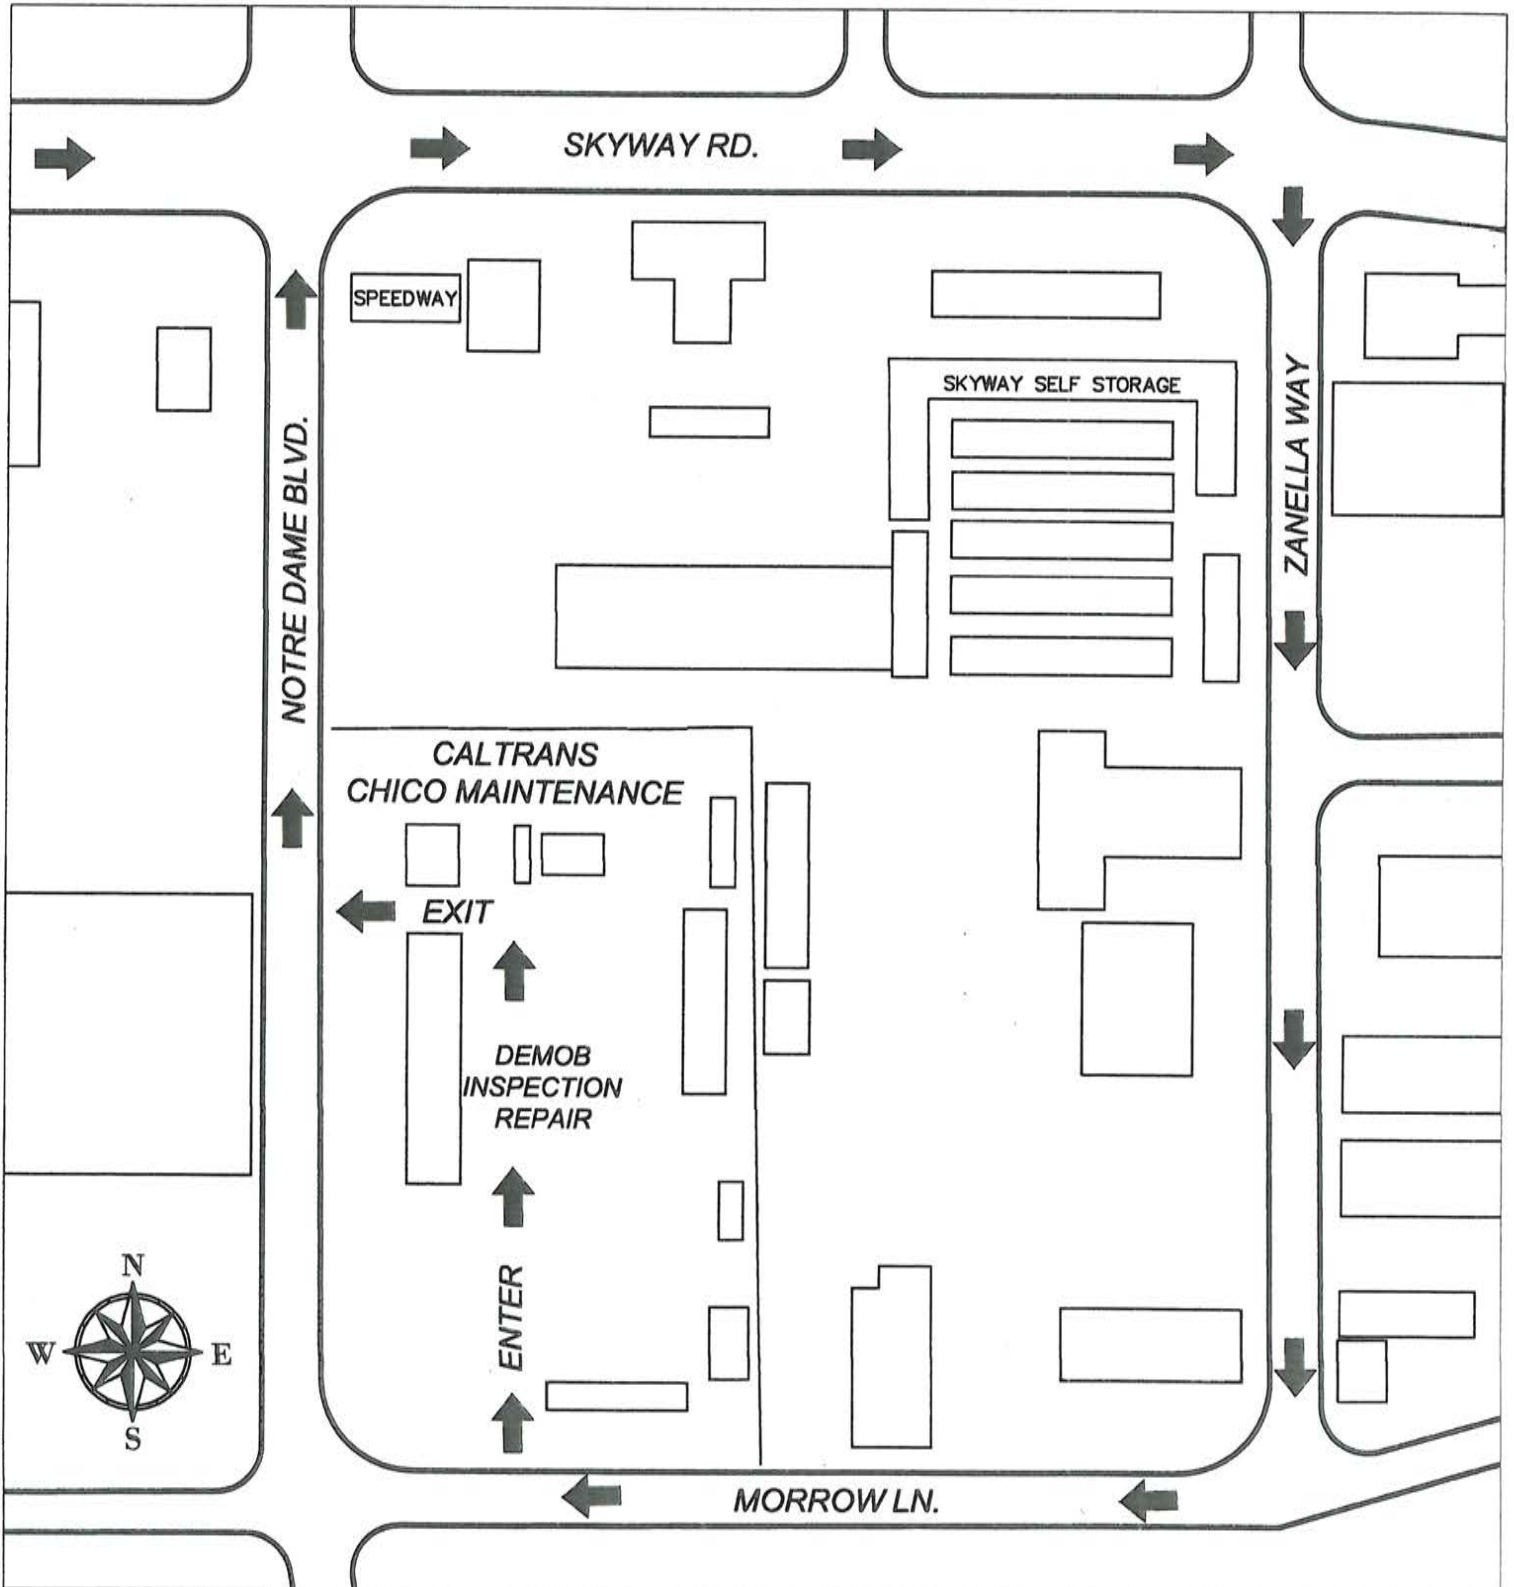 SKYWAY RD.
SPEEDWAY
SKYWAY SELF STORAGE
ZANELLA WAY
NOTRE DAME BLVD.
CALTRANS
CHICO MAINTENANCE
EXIT
DEMOB
INSPECTION
REPAIR
ENTER
N
W
E
S
MORROW LN.